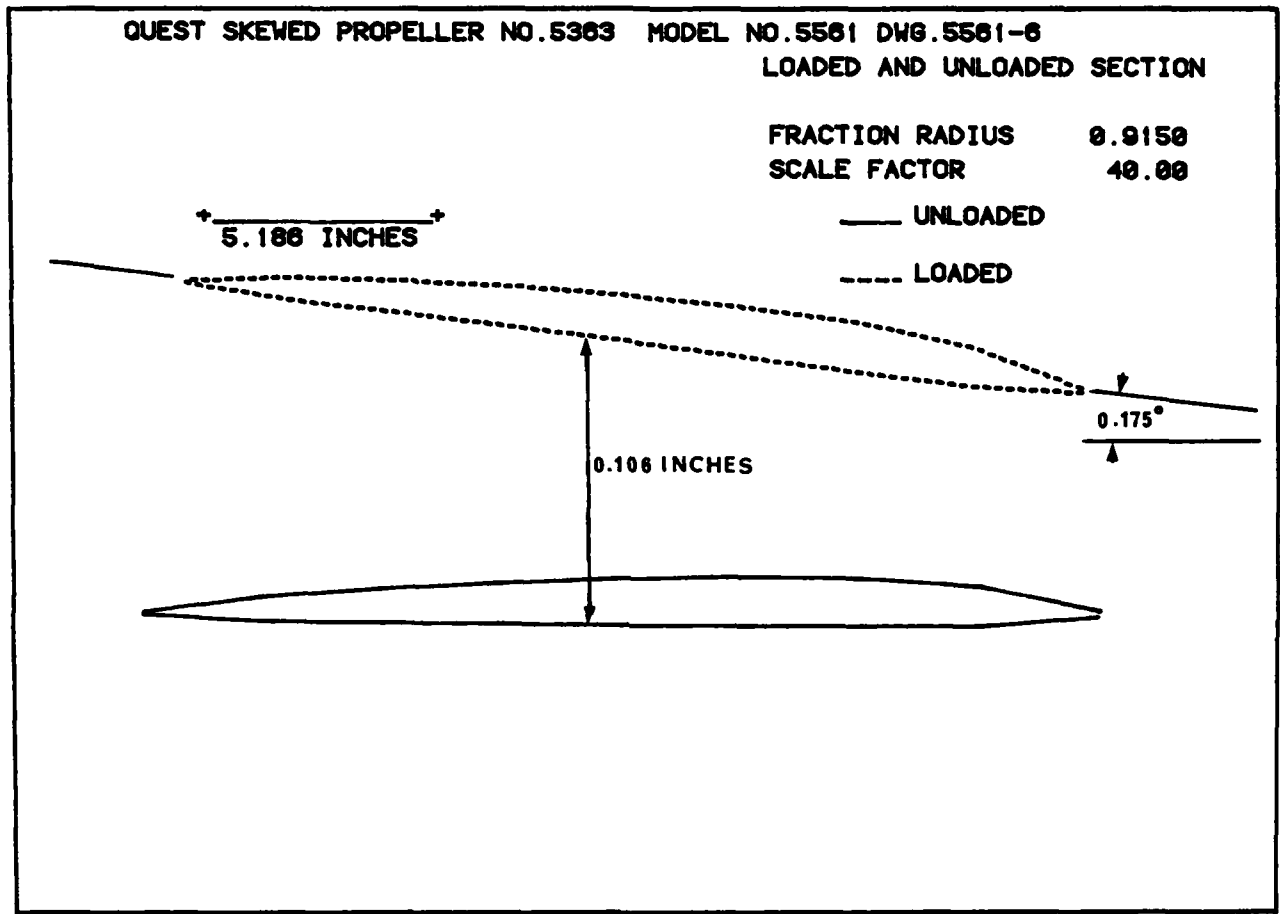 QUEST SKEWED PROPELLER NO.5363 MODEL NO.5561 DWG.5561-6
LOADED AND UNLOADED SECTION
FRACTION RADIUS 0.9150
SCALE FACTOR 40.00
UNLOADED
5.186 INCHES
LOADED
0.175°
0.106 INCHES